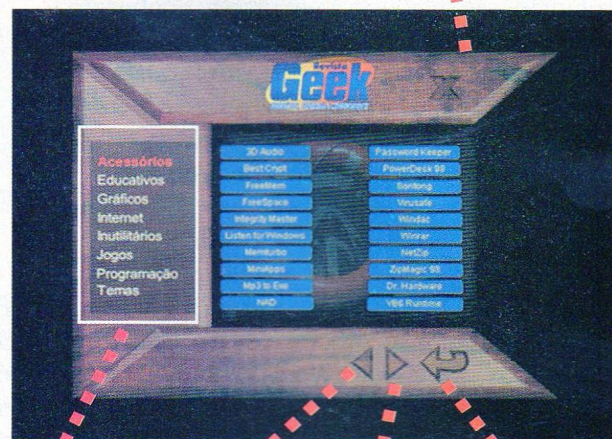 Revista
Geek
Acessórios
Educativos
Gráficos
Internet
Inutilitários
Jogos
Programação
Temas
3D Audio
Best Crypt
FreeMem
FreeSpace
Integrity Master
Listen for Windows
Memturbo
MiniApps
Mp3 to Exe
NAD
Password Keeper
PowerDesk 98
Virusafe
Windac
Winrar
NetZip
ZipMagic 98
Dr. Hardware
VB6 Runtime